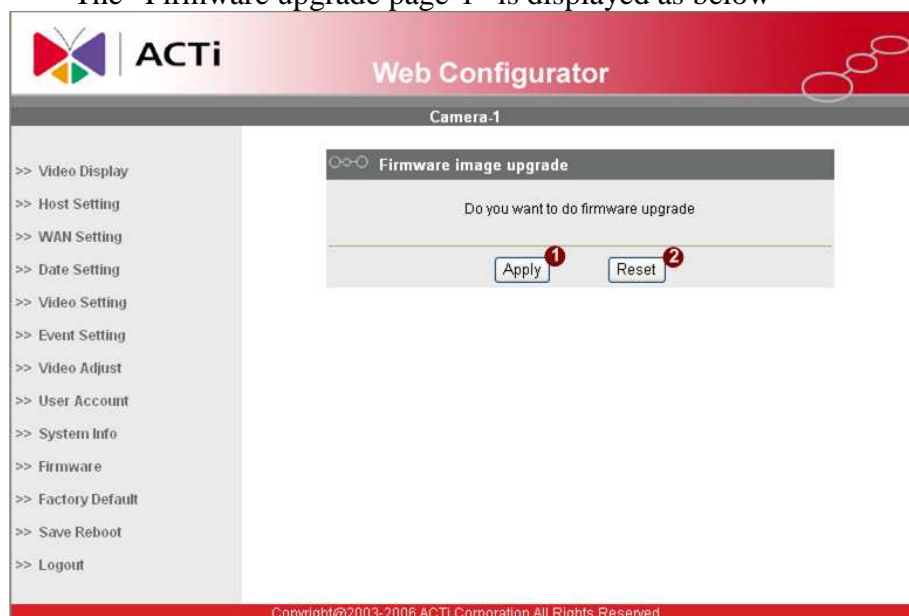 The "Firmware upgrade page 1" is displayed as below
ACTi
Web Configurator
Camera-1
>> Video Display
>> Host Setting
>> WAN Setting
>> Date Setting
>> Video Setting
>> Event Setting
>> Video Adjust
>> User Account
>> System Info
>> Firmware
>> Factory Default
>> Save Reboot
>> Logout
Firmware image upgrade
Do you want to do firmware upgrade
Apply 1 Reset 2
Copyright@2003-2006 ACTi Corporation All Rights Reserved